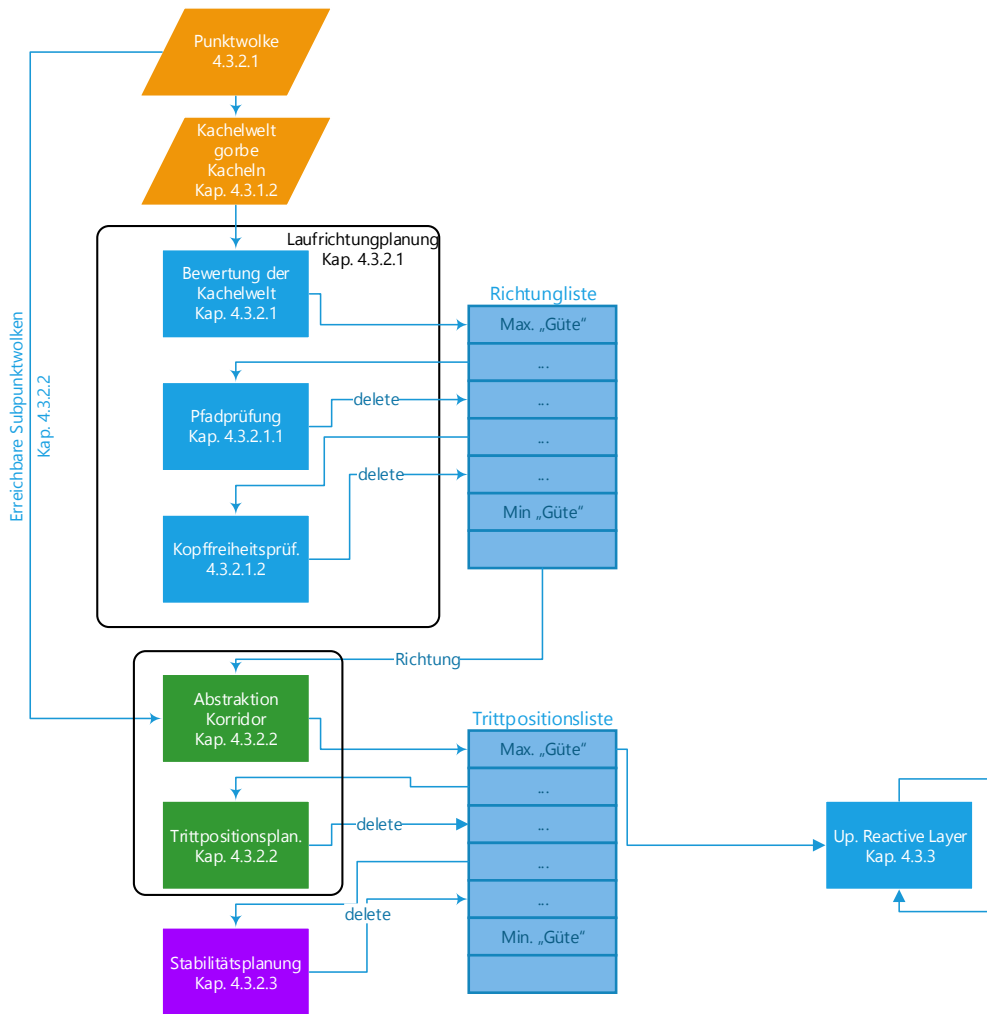 Punktwolke
4.3.2.1
Kachelwelt
gorbe
Kacheln
Kap. 4.3.1.2
Laufrichtungplanung
Kap. 4.3.2.1
Bewertung der
Kachelwelt
Kap. 4.3.2.1
Pfadprüfung
Kap. 4.3.2.1.1
Kopffreiheitsprüf.
4.3.2.1.2
delete
delete
Richtungliste
Max. „Güte“
...
...
...
...
Min „Güte“
Erreichbare Subpunktwolken
Kap. 4.3.2.2
Richtung
Abstraktion
Korridor
Kap. 4.3.2.2
Trittpositionsplan.
Kap. 4.3.2.2
Stabilitätsplanung
Kap. 4.3.2.3
delete
delete
Trittpositionsliste
Max. „Güte“
...
...
...
...
Min. „Güte“
Up. Reactive Layer
Kap. 4.3.3